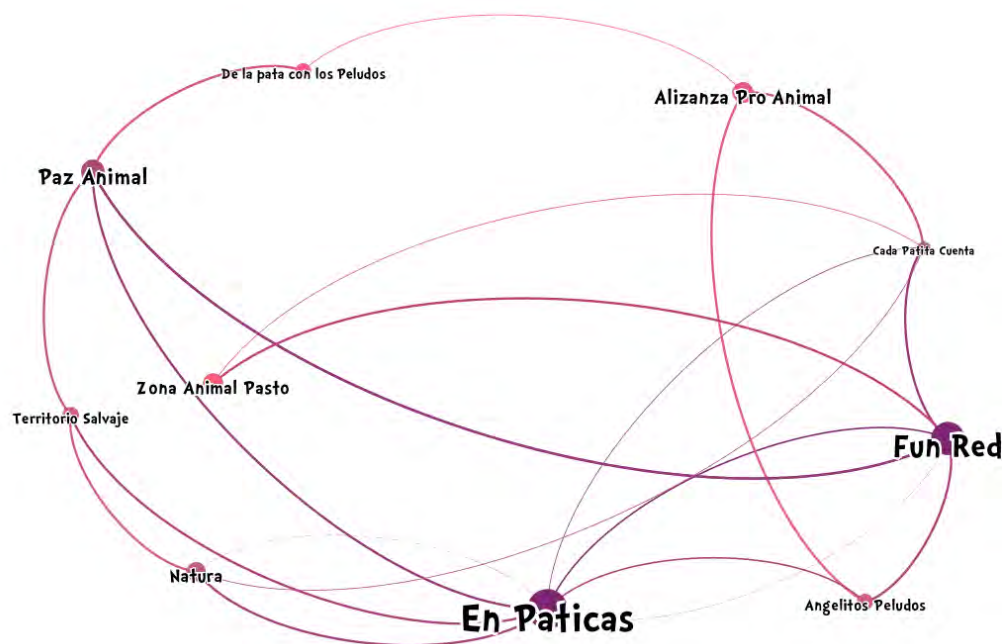 De la pata con los Peludos
Alizanza Pro Animal
Paz Animal
Cada Patita Cuenta
Zona Animal Pasto
Territorio Salvaje
Fun Red
Natura
Angelitos Peludos
En Paticas